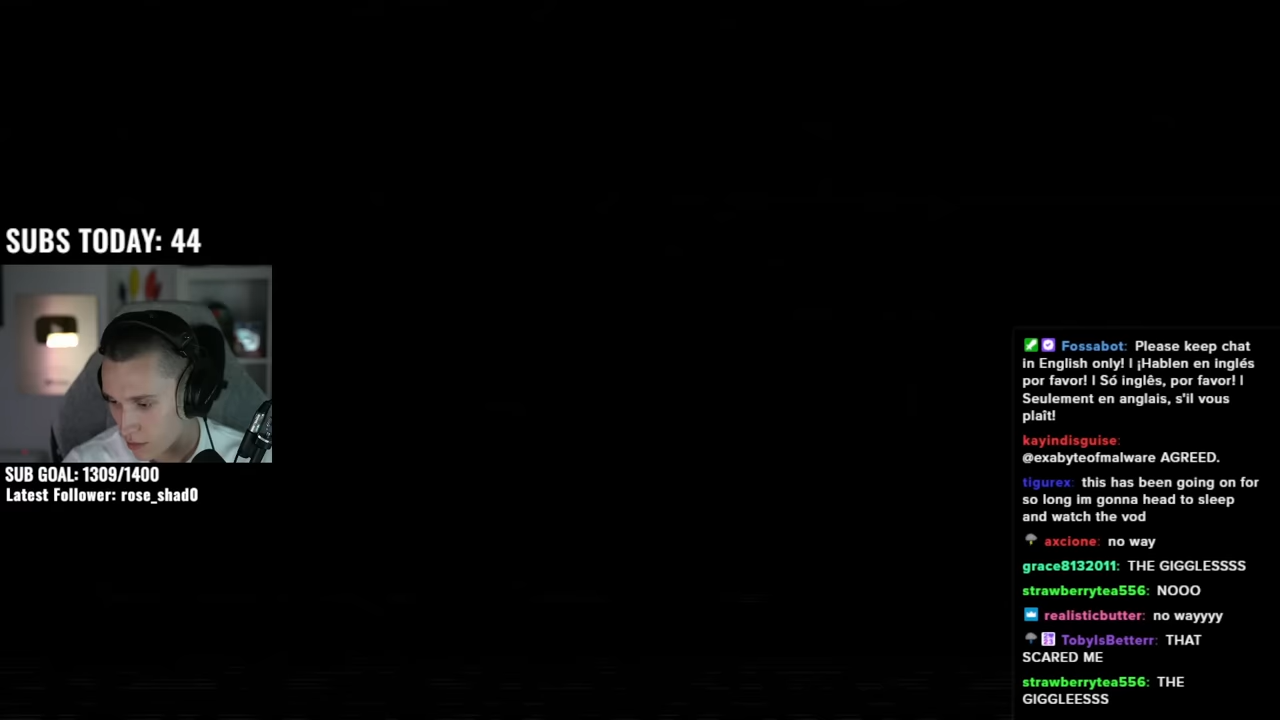 SUBS TODAY: 44
SUB GOAL: 1309/1400
Latest Follower: rose_shad0
Fossabot: Please keep chat
in English only! | ¡Hablen en inglés
por favor! | Só inglês, por favor! |
Seulement en anglais, s'il vous
plaît!
kayindisguise:
@exabyteofmalware AGREED.
tigurex: this has been going on for
so long im gonna head to sleep
and watch the vod
axcione: no way
grace8132011: THE GIGGLESSSS
strawberrytea556: NOOO
realisticbutter: no wayyyy
TobyIsBetterr: THAT
SCARED ME
strawberrytea556: THE
GIGGLEESSS